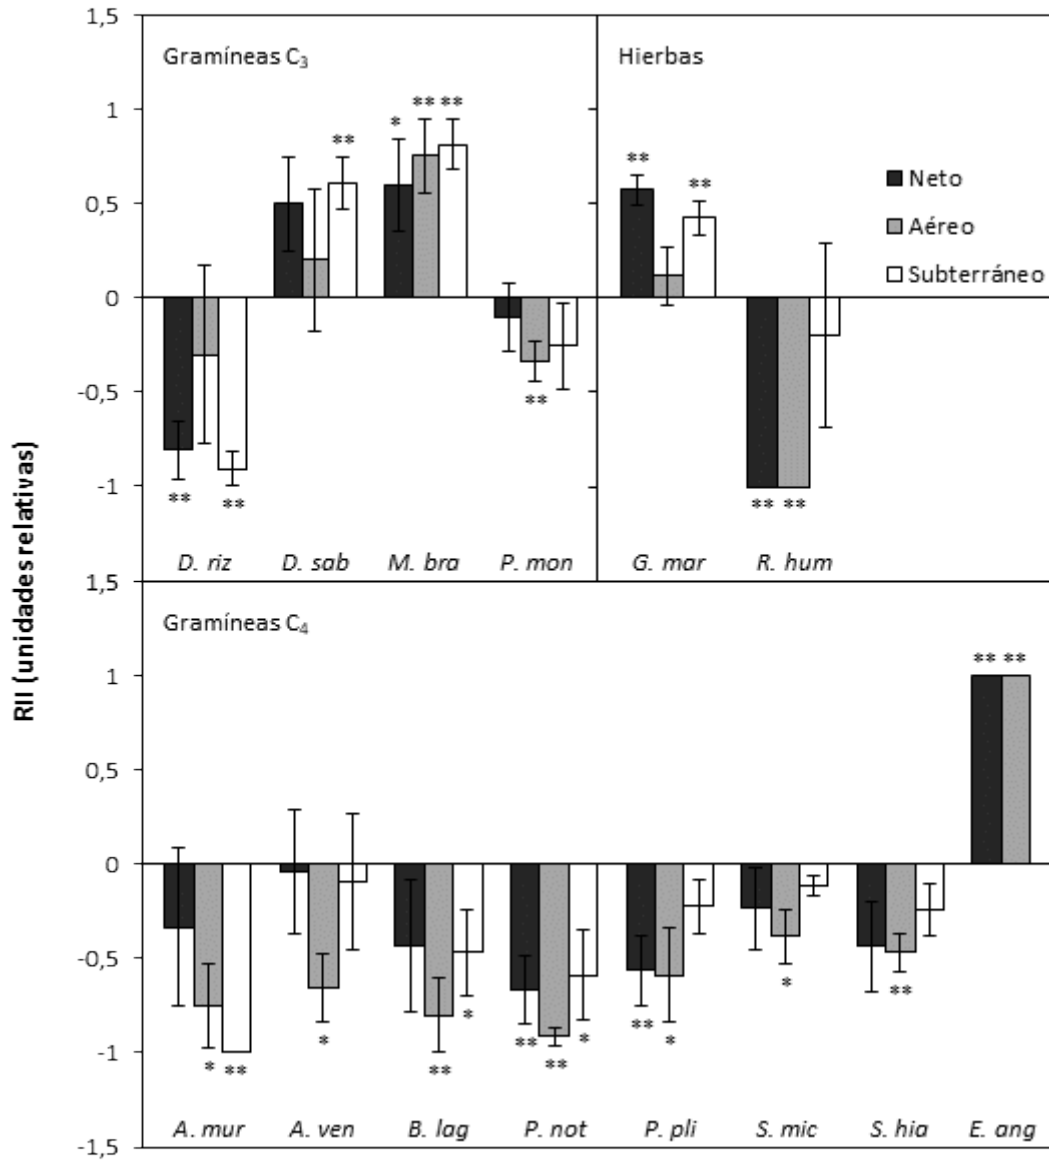 RII (unidades relativas)
1,5
1
0,5
0
-0,5
-1
Gramíneas C₃
** * ** **
** ** **
D. riz D. sab M. bra P. mon
Hierbas
** **
Neto
Aéreo
Subterráneo
** **
G. mar R. hum
1,5
1
0,5
0
-0,5
-1
-1,5
Gramíneas C₄
** **
* ** * ** * ** ** * ** * * **
A. mur A. ven B. lag P. not P. pli S. mic S. hia E. ang